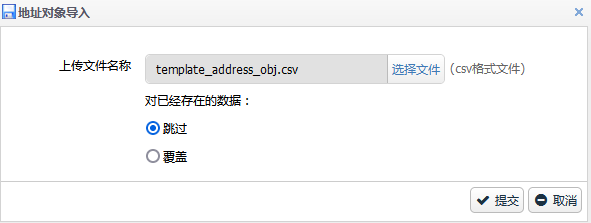 地址对象导入
上传文件名称 template_address_obj.csv 选择文件 (csv格式文件)
对已经存在的数据：
跳过
覆盖
提交 取消